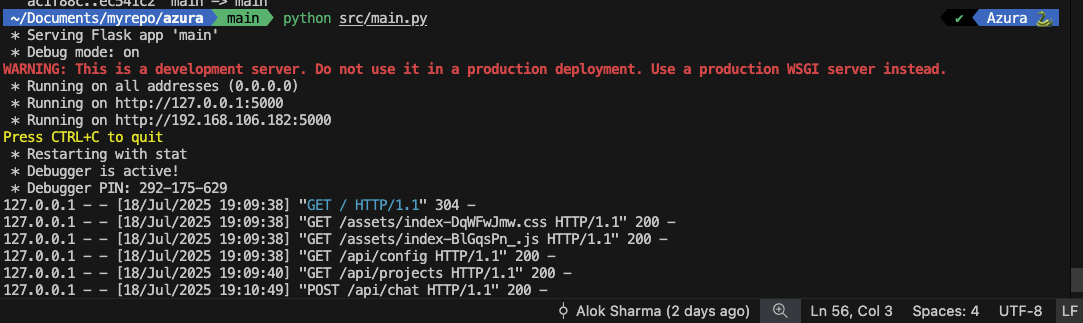 ac1f88c..ec541c2  main -> main
~/Documents/myrepo/azura main python src/main.py ✔ Azura 🐍
* Serving Flask app 'main'
* Debug mode: on
WARNING: This is a development server. Do not use it in a production deployment. Use a production WSGI server instead.
* Running on all addresses (0.0.0.0)
* Running on http://127.0.0.1:5000
* Running on http://192.168.106.182:5000
Press CTRL+C to quit
* Restarting with stat
* Debugger is active!
* Debugger PIN: 292-175-629
127.0.0.1 - - [18/Jul/2025 19:09:38] "GET / HTTP/1.1" 304 -
127.0.0.1 - - [18/Jul/2025 19:09:38] "GET /assets/index-DqWFwJmw.css HTTP/1.1" 200 -
127.0.0.1 - - [18/Jul/2025 19:09:38] "GET /assets/index-BlGqsPn_.js HTTP/1.1" 200 -
127.0.0.1 - - [18/Jul/2025 19:09:38] "GET /api/config HTTP/1.1" 200 -
127.0.0.1 - - [18/Jul/2025 19:09:40] "GET /api/projects HTTP/1.1" 200 -
127.0.0.1 - - [18/Jul/2025 19:10:49] "POST /api/chat HTTP/1.1" 200 -
Alok Sharma (2 days ago) Ln 56, Col 3 Spaces: 4 UTF-8 LF